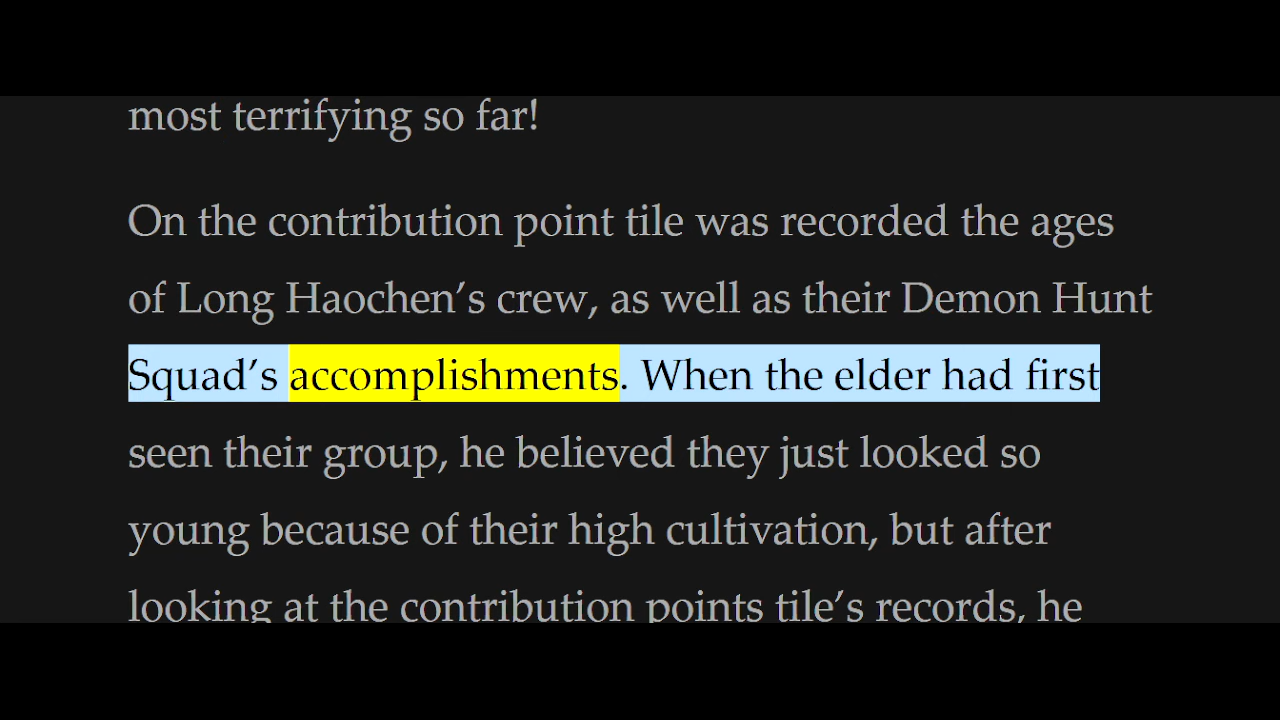 most terrifying so far!
On the contribution point tile was recorded the ages
of Long Haochen’s crew, as well as their Demon Hunt
Squad’s accomplishments. When the elder had first
seen their group, he believed they just looked so
young because of their high cultivation, but after
looking at the contribution points tile’s records, he